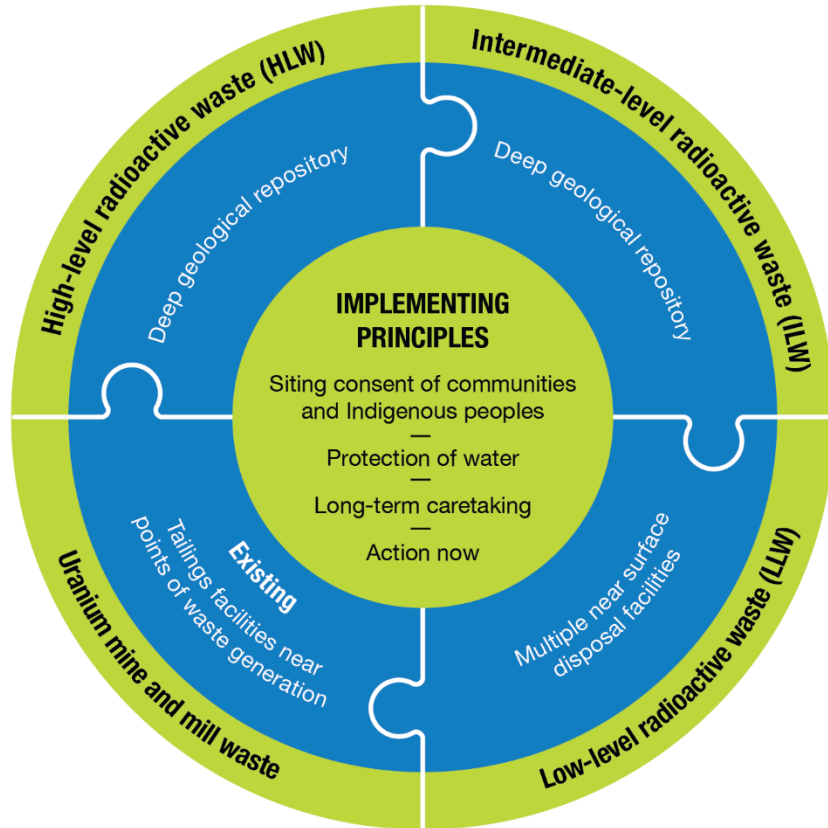 High-level radioactive waste (HLW)
Intermediate-level radioactive waste (ILW)
Deep geological repository
Deep geological repository
IMPLEMENTING
PRINCIPLES
Siting consent of communities
and Indigenous peoples
—
Protection of water
—
Long-term caretaking
—
Action now
Existing
Tailings facilities near
points of waste generation
Multiple near surface
disposal facilities
Uranium mine and mill waste
Low-level radioactive waste (LLW)